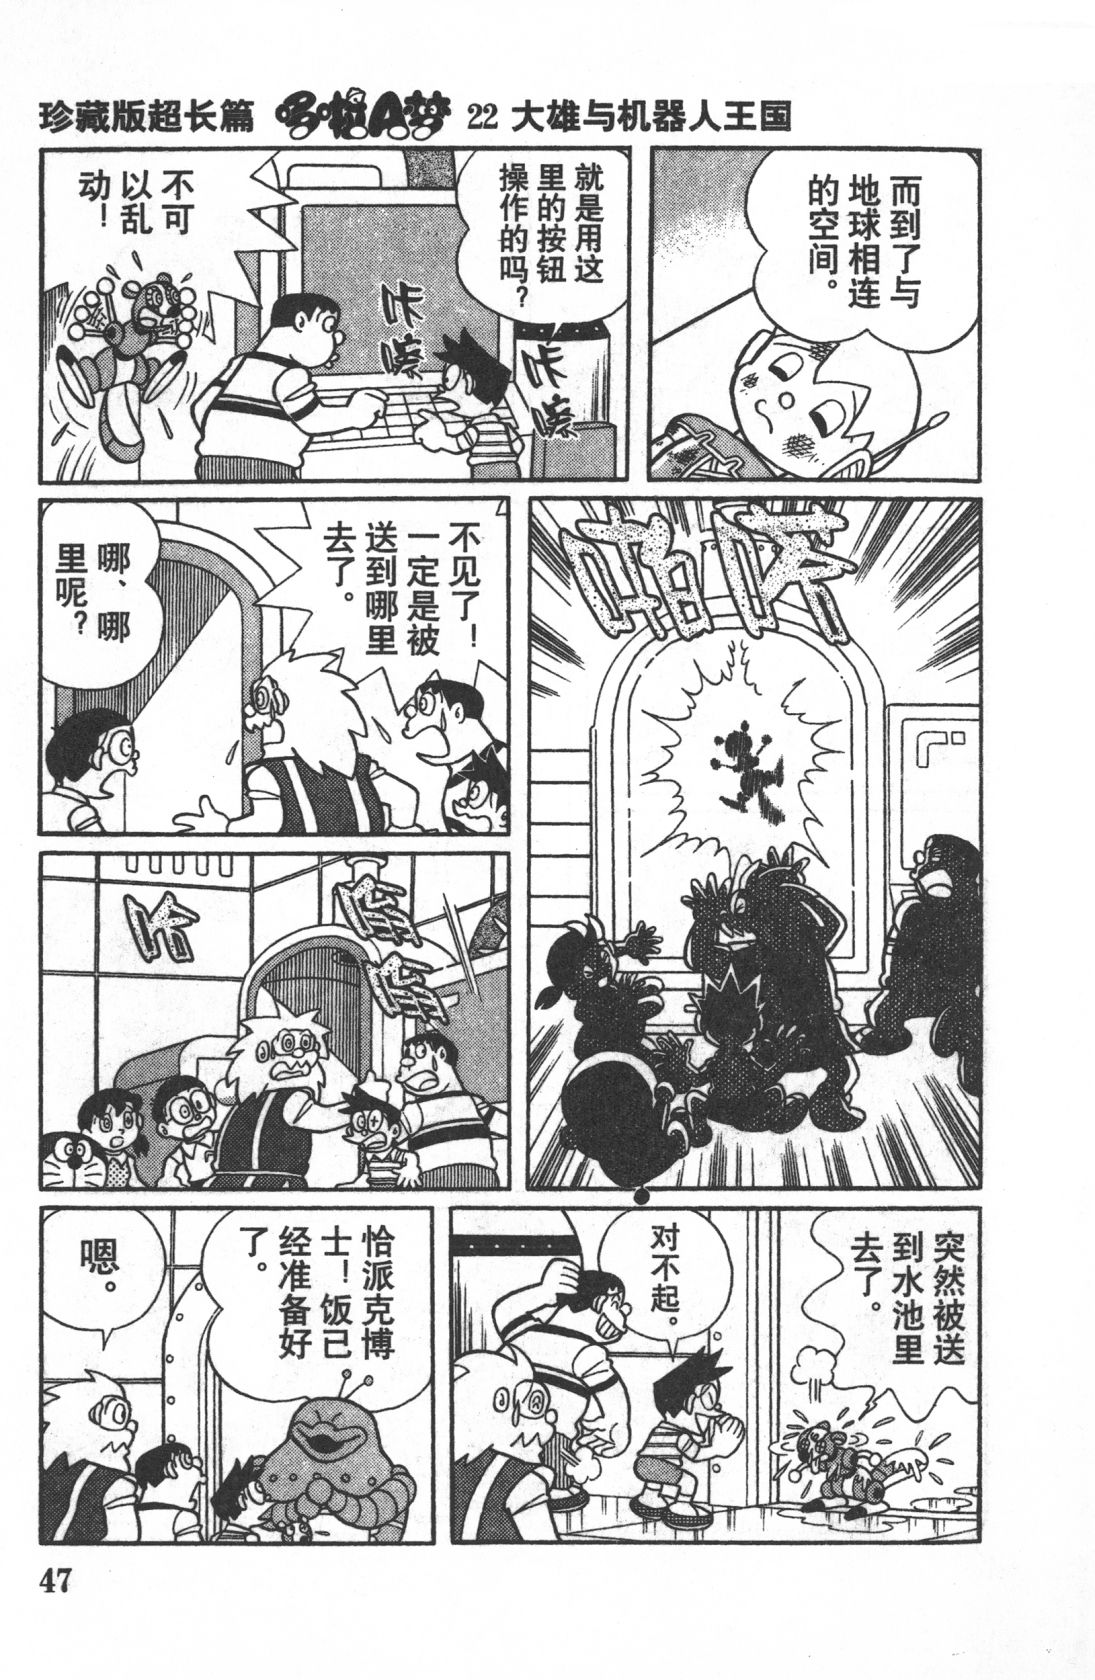 珍藏版超长篇 哆啦A梦 22 大雄与机器人王国
而到了与
地球相连
的空间。
就是用这
里的按钮
操作的吗？
咔嚓
咔嚓
不可
以乱
动！
啪嗒
不见了！
一定是被
送到哪里
去了。
哪、哪
里呢？
突然被送
到水池里
去了。
对不起。
恰派克博
士！饭已
经准备好
了。
嗯。
47